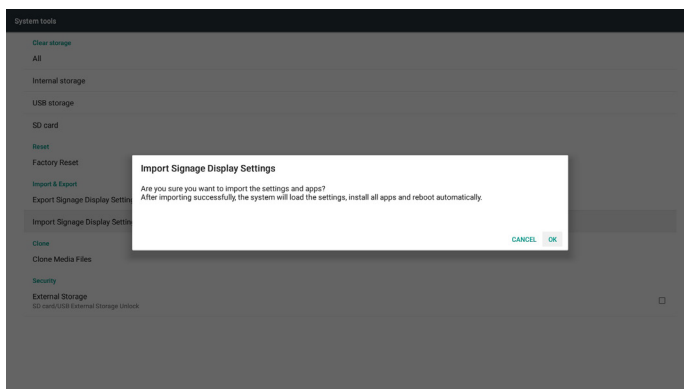 System tools
Clear storage
All
Internal storage
USB storage
SD card
Reset
Factory Reset
Import & Export
Export Signage Display Setting
Import Signage Display Settin
Clone
Clone Media Files
Security
External Storage
SD card/USB External Storage Unlock
Import Signage Display Settings
Are you sure you want to import the settings and apps?
After importing successfully, the system will load the settings, install all apps and reboot automatically.
CANCEL OK